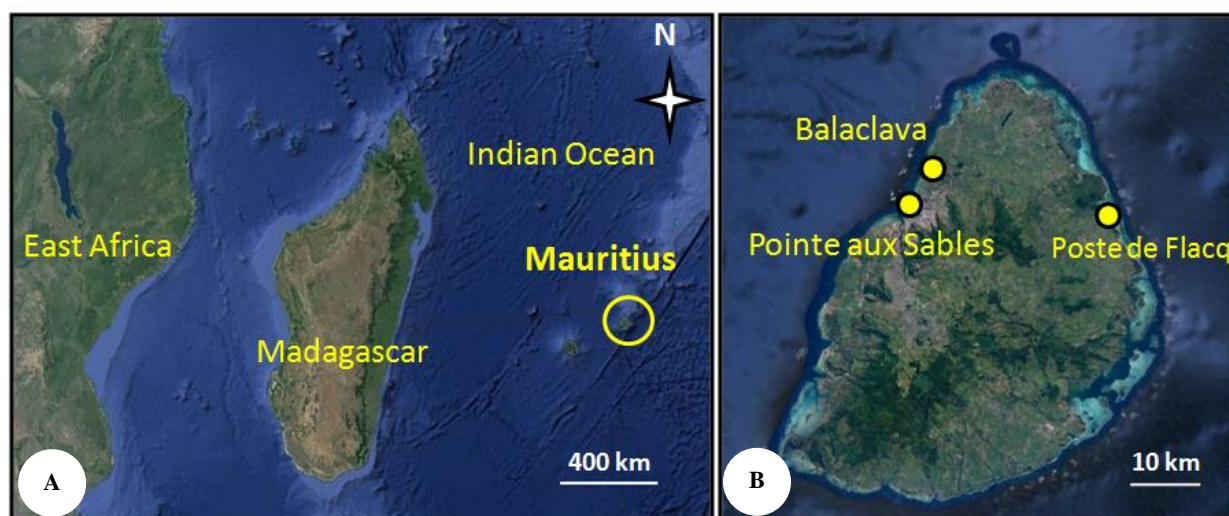 N
Indian Ocean
East Africa
Mauritius
Madagascar
400 km
A
Balaclava
Pointe aux Sables
Poste de Flacq
10 km
B